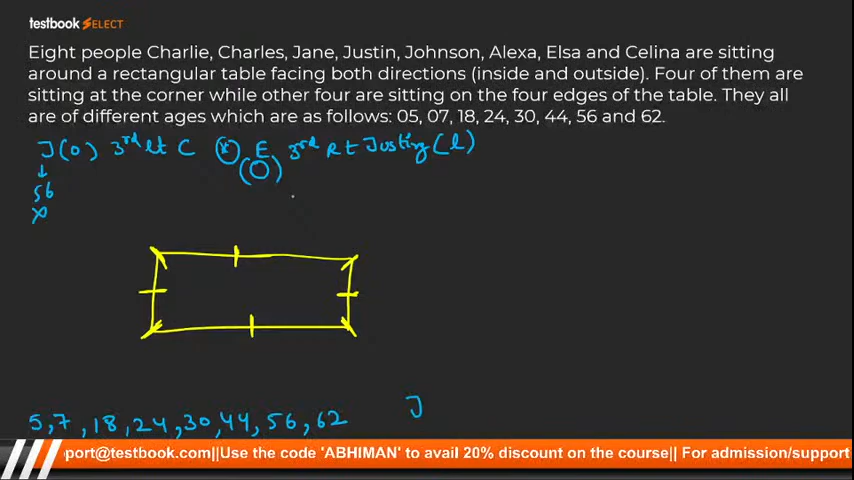 testbook SELECT
Eight people Charlie, Charles, Jane, Justin, Johnson, Alexa, Elsa and Celina are sitting
around a rectangular table facing both directions (inside and outside). Four of them are
sitting at the corner while other four are sitting on the four edges of the table. They all
are of different ages which are as follows: 05, 07, 18, 24, 30, 44, 56 and 62.
J(0) 3rd lt C * E 3rd Rt Justing (l)
(O)
56
J
5,7,18,24,30,44,56,62
port@testbook.com||Use the code 'ABHIMAN' to avail 20% discount on the course|| For admission/support